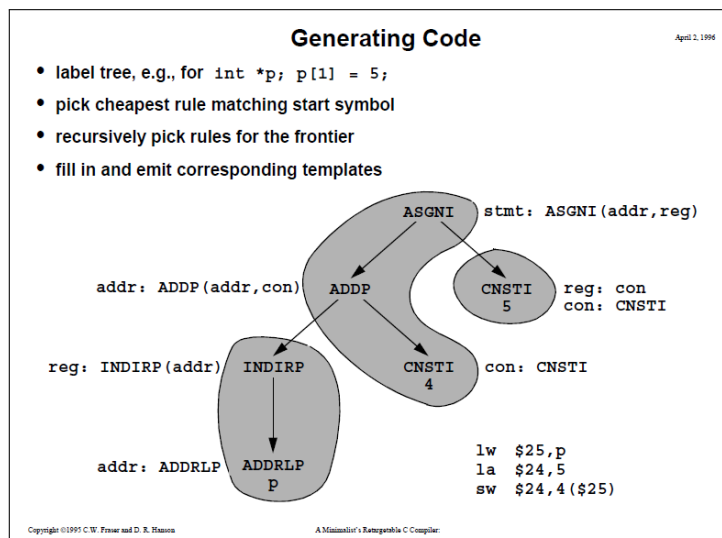 Generating Code
April 2, 1996
• label tree, e.g., for int *p; p[1] = 5;
• pick cheapest rule matching start symbol
• recursively pick rules for the frontier
• fill in and emit corresponding templates
ASGNI stmt: ASGNI(addr,reg)
addr: ADDP(addr,con) ADDP CNSTI reg: con
5 con: CNSTI
reg: INDIRP(addr) INDIRP CNSTI con: CNSTI
4
addr: ADDRLP ADDRLP
p
lw $25,p
la $24,5
sw $24,4($25)
Copyright ©1995 C.W. Fraser and D. R. Hanson A Minimalist's Retargetable C Compiler: